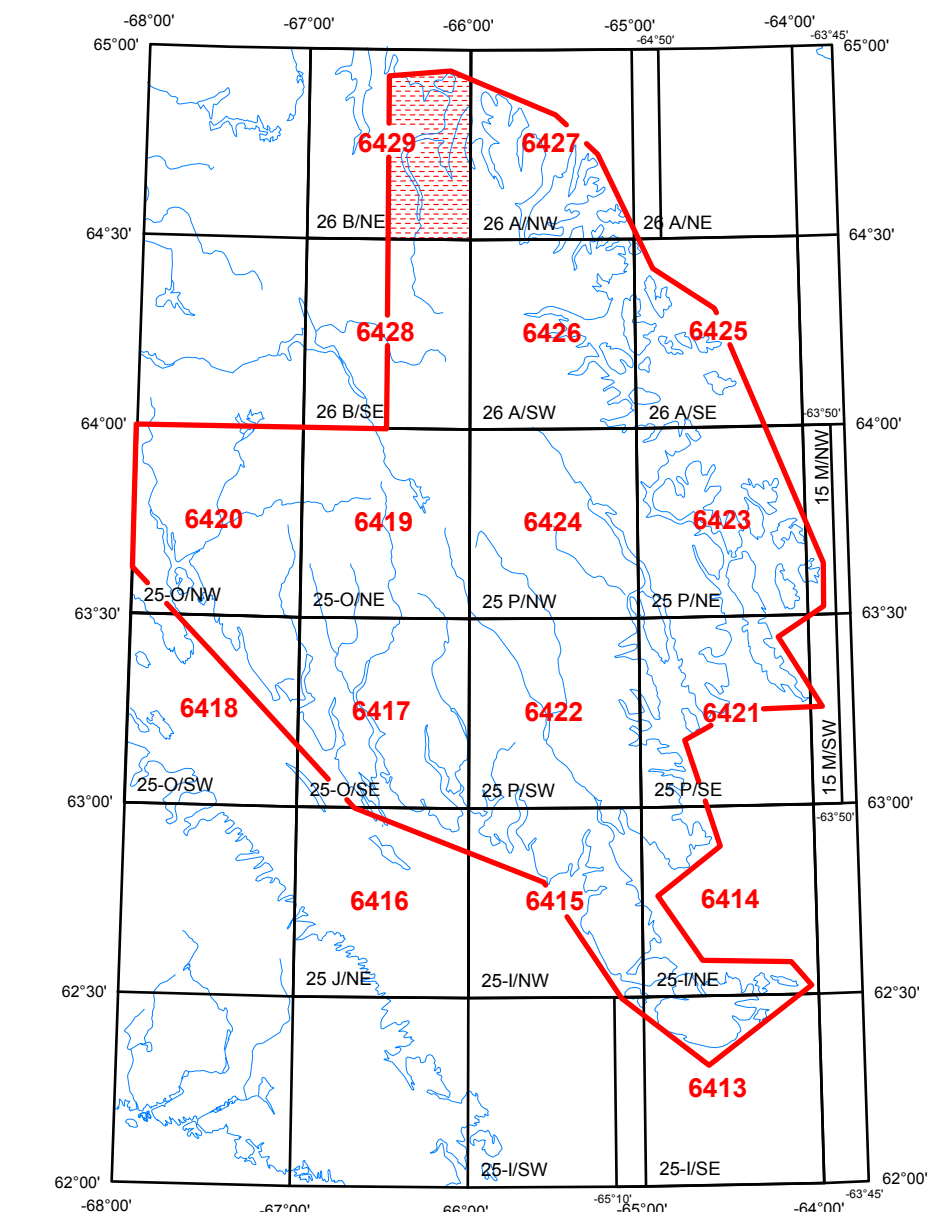 -68°00' -67°00' -66°00' -65°00' -64°00'
-64°50' -63°45'
65°00' 65°00'
6429 6427
26 B/NE 26 A/NW 26 A/NE
64°30' 64°30'
6428 6426 6425
26 B/SE 26 A/SW 26 A/SE -63°50'
64°00' 64°00'
15 M/NW
6420 6419 6424 6423
25-O/NW 25-O/NE 25 P/NW 25 P/NE
63°50' 63°50'
6418 6417 6422 6421
15 M/SW
25-O/SW 25-O/SE 25 P/SW 25 P/SE
63°00' 63°00'
-63°50'
6416 6415 6414
25 J/NE 25-I/NW 25-I/NE
62°50' 62°50'
6413
25-I/SW 25-I/SE
62°00' 62°00'
-65°10' -63°45'
-68°00' -67°00' -66°00' -65°00' -64°00'